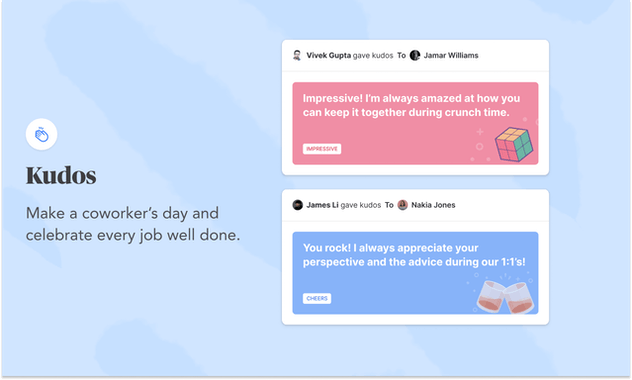 Kudos
Make a coworker's day and
celebrate every job well done.
Vivek Gupta gave kudos To Jamar Williams
Impressive! I'm always amazed at how you
can keep it together during crunch time.
IMPRESSIVE
James Li gave kudos To Nakia Jones
You rock! I always appreciate your
perspective and the advice during our 1:1's!
CHEERS